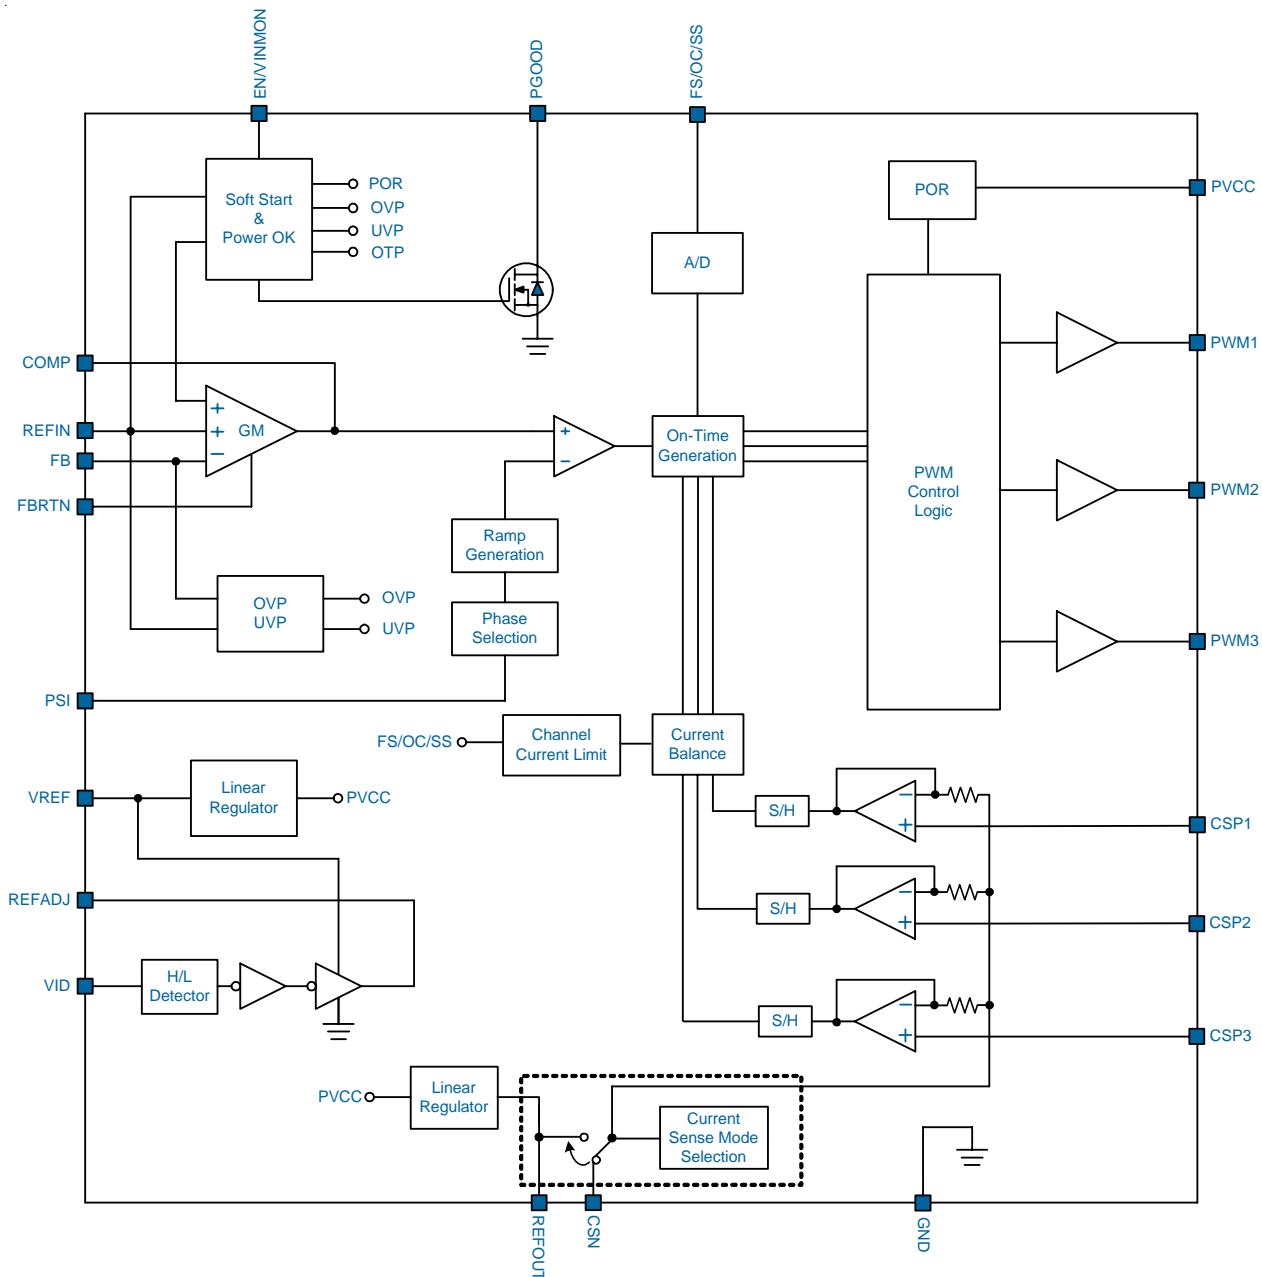 EN/VINMON
PGOOD
FS/OC/SS
Soft Start
&
Power OK
POR
OVP
UVP
OTP
POR
PVCC
A/D
COMP
REFIN
FB
FBRTN
+
+
−
GM
+
−
On-Time
Generation
PWM
Control
Logic
PWM1
PWM2
PWM3
Ramp
Generation
OVP
UVP
OVP
UVP
Phase
Selection
PSI
FS/OC/SS
Channel
Current Limit
Current
Balance
VREF
Linear
Regulator
PVCC
S/H
−
+
CSP1
REFADJ
S/H
−
+
CSP2
VID
H/L
Detector
S/H
−
+
CSP3
PVCC
Linear
Regulator
Current
Sense Mode
Selection
REFOUT
CSN
GND